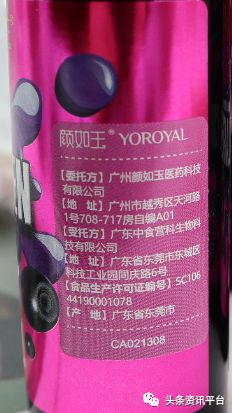 颜如玉® YOROYAL
【委托方】广州颜如玉医药科技
有限公司
【地 址】广州市越秀区天河路
1号708-717房自编A01
【受托方】广东中食营科生物科
技有限公司
【地址】广东省东莞市东城区
科技工业园同庆路6号
【食品生产许可证编号】SC106
44190001078
【产 地】广东省东莞市
CA021308
N
头条资讯平台